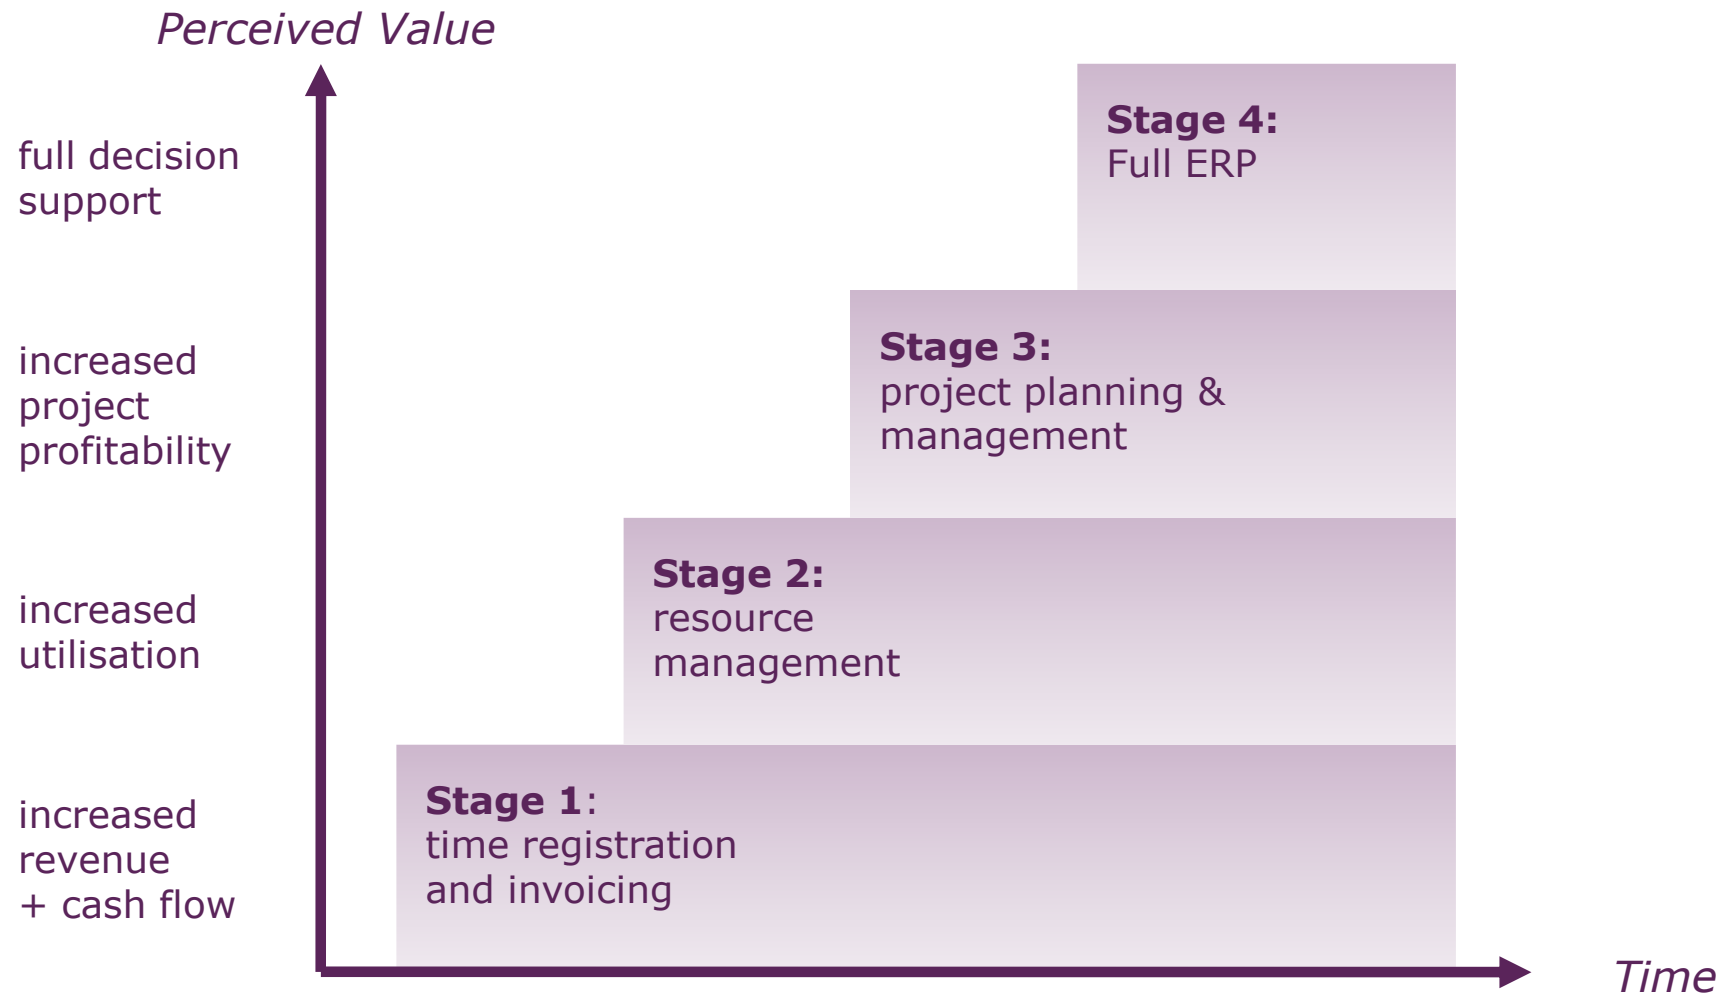 Perceived Value
full decision
support
Stage 4:
Full ERP
increased
project
profitability
Stage 3:
project planning &
management
increased
utilisation
Stage 2:
resource
management
increased
revenue
+ cash flow
Stage 1:
time registration
and invoicing
Time